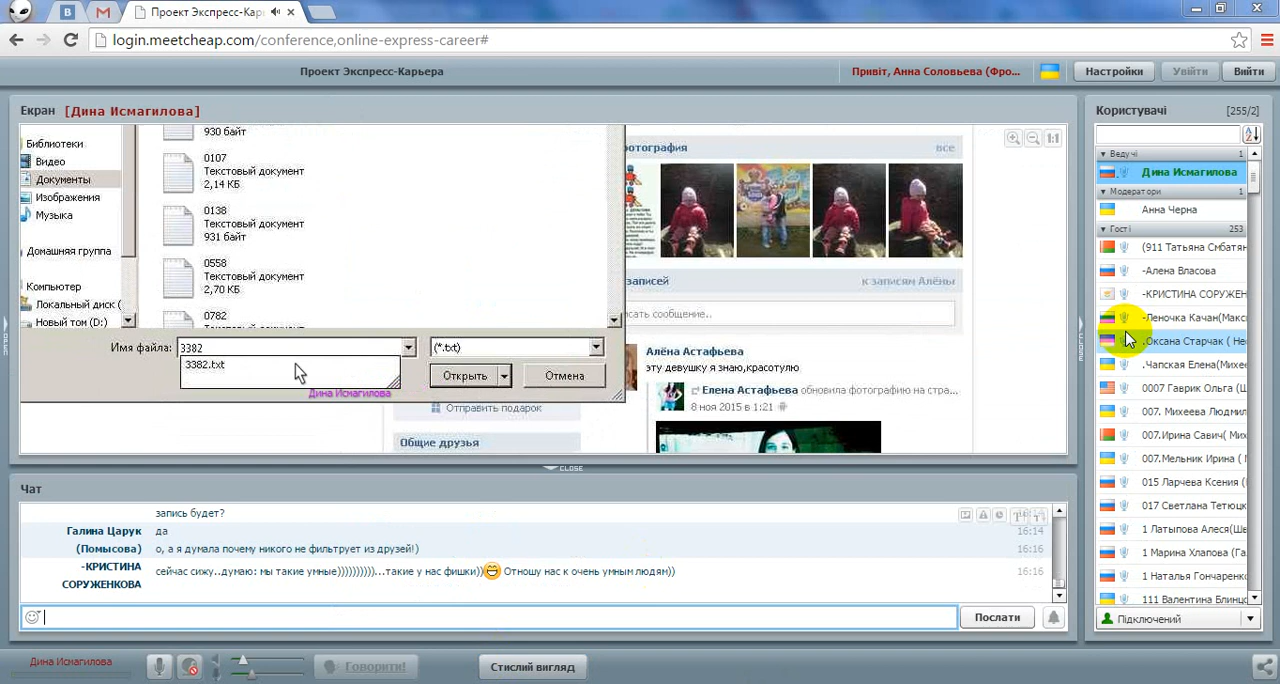 Проект Экспресс-Карь
login.meetcheap.com/conference,online-express-career#
Проект Экспресс-Карьера
Привіт, Анна Соловьева (Фро...
Настройки
Увійти
Вийти
Екран [Дина Исмагилова]
Библиотеки
Видео
Документы
Изображения
Музыка
Домашняя группа
Компьютер
Локальный диск (
Новый том (D:)
930 байт
0107
Текстовый документ
2,14 КБ
0138
Текстовый документ
931 байт
0558
Текстовый документ
2,70 КБ
0782
Имя файла: 3382
3382.txt
(*.txt)
Открыть
Отмена
Дина Исмагилова
все
к записям Алёны
Алёна Астафьева
эту девушку я знаю,красотулю
Елена Астафьева обновила фотографию на стра...
8 ноя 2015 в 1:21
Отправить подарок
Общие друзья
CLOSE
Чат
запись будет?
Галина Царук да 16:14
(Помысова) о, а я думала почему никого не фильтрует из друзей!) 16:16
-КРИСТИНА СОРУЖЕНКОВА сейчас сижу..думаю: мы такие умные))))))))))...такие у нас фишки)) Отношу нас к очень умным людям)) 16:16
Послати
Дина Исмагилова
Говорити!
Стислий вигляд
Користувачі [255/2]
Ведучі 1
Дина Исмагилова
Модератори 1
Анна Черна
Гості 253
(911 Татьяна Смбатян
-Алена Власова
-КРИСТИНА СОРУЖЕН
-Леночка Качан(Макс
.Оксана Старчак ( Не
.Чапская Елена(Михее
0007 Гаврик Ольга (Ш
007. Михеева Людмил
007.Ирина Савич( Мих
007.Мельник Ирина (
015 Ларчева Ксения (
017 Светлана Тетюцк
1 Латыпова Алеся(Ше
1 Марина Хлапова (Га
1 Наталья Гончаренко
111 Валентина Блинцо
Підключений